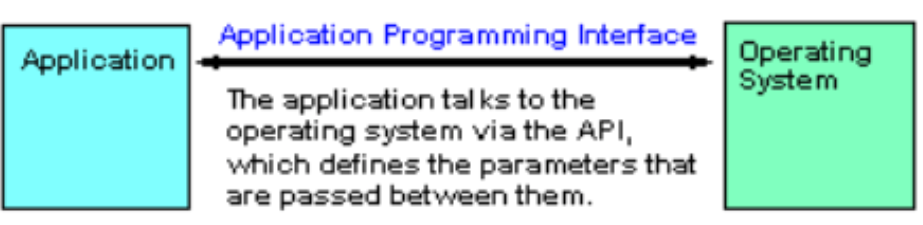 Application
Application Programming Interface
The application talks to the
operating system via the API,
which defines the parameters that
are passed between them.
Operating
System